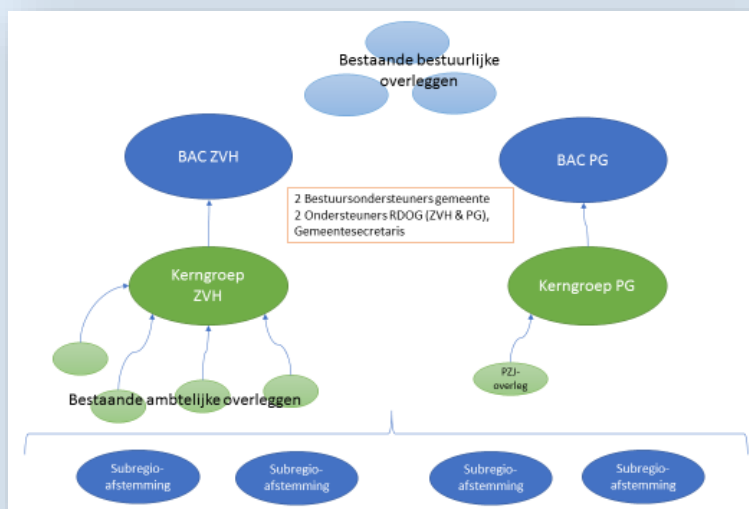 Bestaande bestuurlijke
overleggen
BAC ZVH
BAC PG
2 Bestuursondersteuners gemeente
2 Ondersteuners RDOG (ZVH & PG),
Gemeentesecretaris
Kerngroep
ZVH
Kerngroep PG
PZJ-
overleg
Bestaande ambtelijke overleggen
Subregio-
afstemming
Subregio-
afstemming
Subregio-
afstemming
Subregio-
afstemming